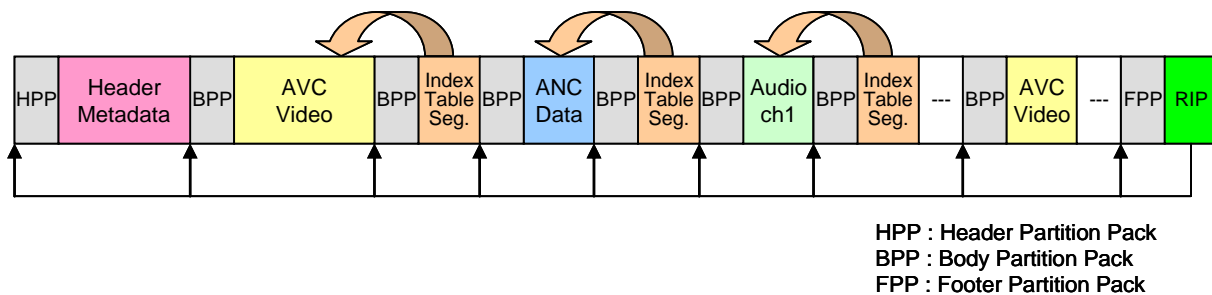 HPP
Header
Metadata
BPP
AVC
Video
BPP
Index
Table
Seg.
BPP
ANC
Data
BPP
Index
Table
Seg.
BPP
Audio
ch1
BPP
Index
Table
Seg.
---
BPP
AVC
Video
---
FPP
RIP
HPP : Header Partition Pack
BPP : Body Partition Pack
FPP : Footer Partition Pack